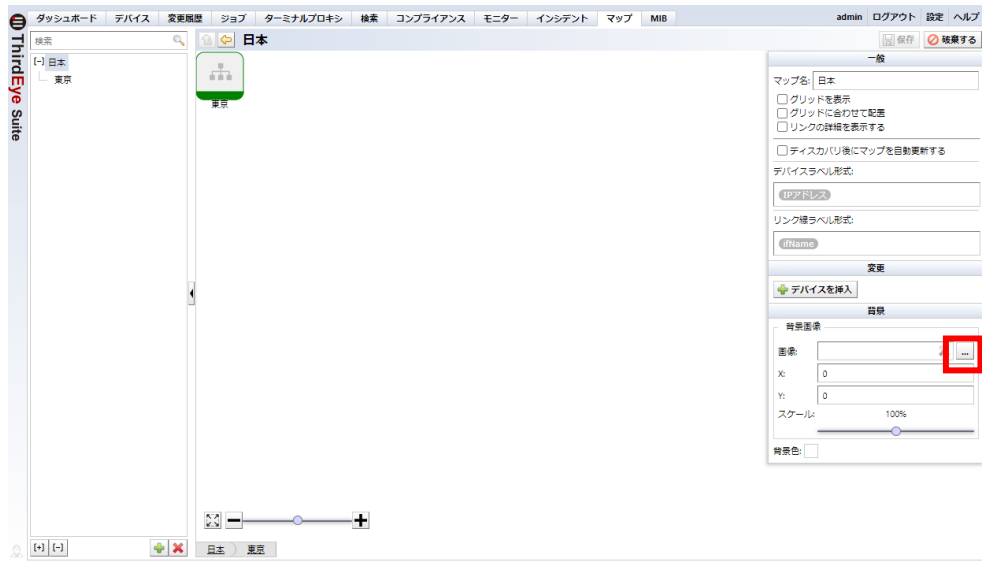 ThirdEye Suite
ダッシュボード デバイス 変更履歴 ジョブ ターミナルプロキシ 検索 コンプライアンス モニター インシデント マップ MIB admin ログアウト 設定 ヘルプ
検索
[-] 日本
東京
日本
保存 破棄する
東京
一般
マップ名: 日本
グリッドを表示
グリッドに合わせて配置
リンクの詳細を表示する
ディスカバリ後にマップを自動更新する
デバイスラベル形式:
IPアドレス
リンク線ラベル形式:
ifName
変更
デバイスを挿入
背景
背景画像
画像: ...
X: 0
Y: 0
スケール: 100%
背景色:
[+] [-]
日本 東京